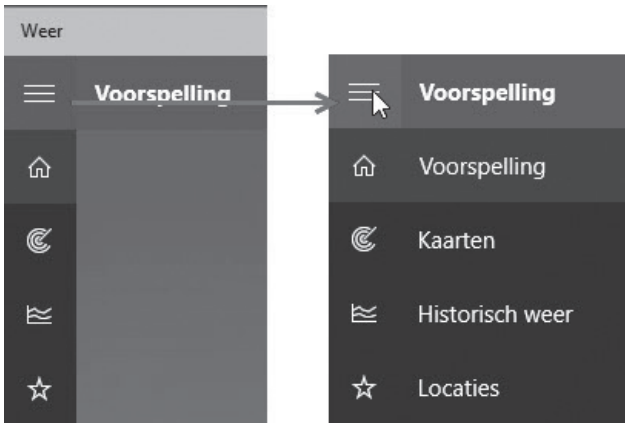 Weer
Voorspelling
Voorspelling
Voorspelling
Kaarten
Historisch weer
Locaties